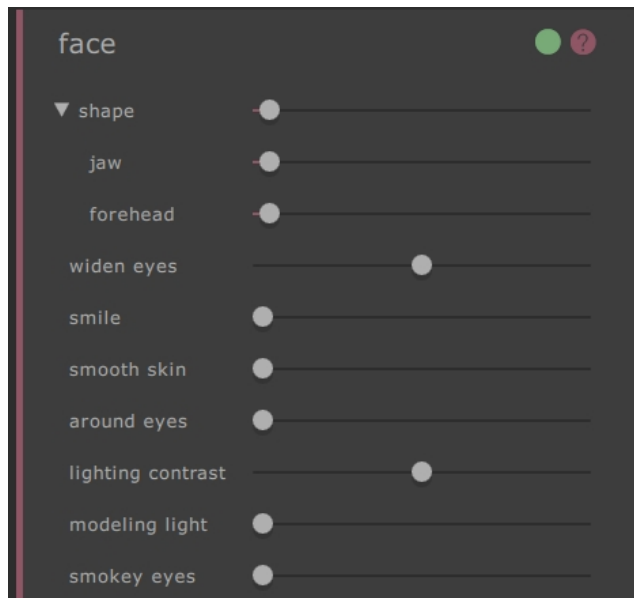 face
?
shape
jaw
forehead
widen eyes
smile
smooth skin
around eyes
lighting contrast
modeling light
smokey eyes